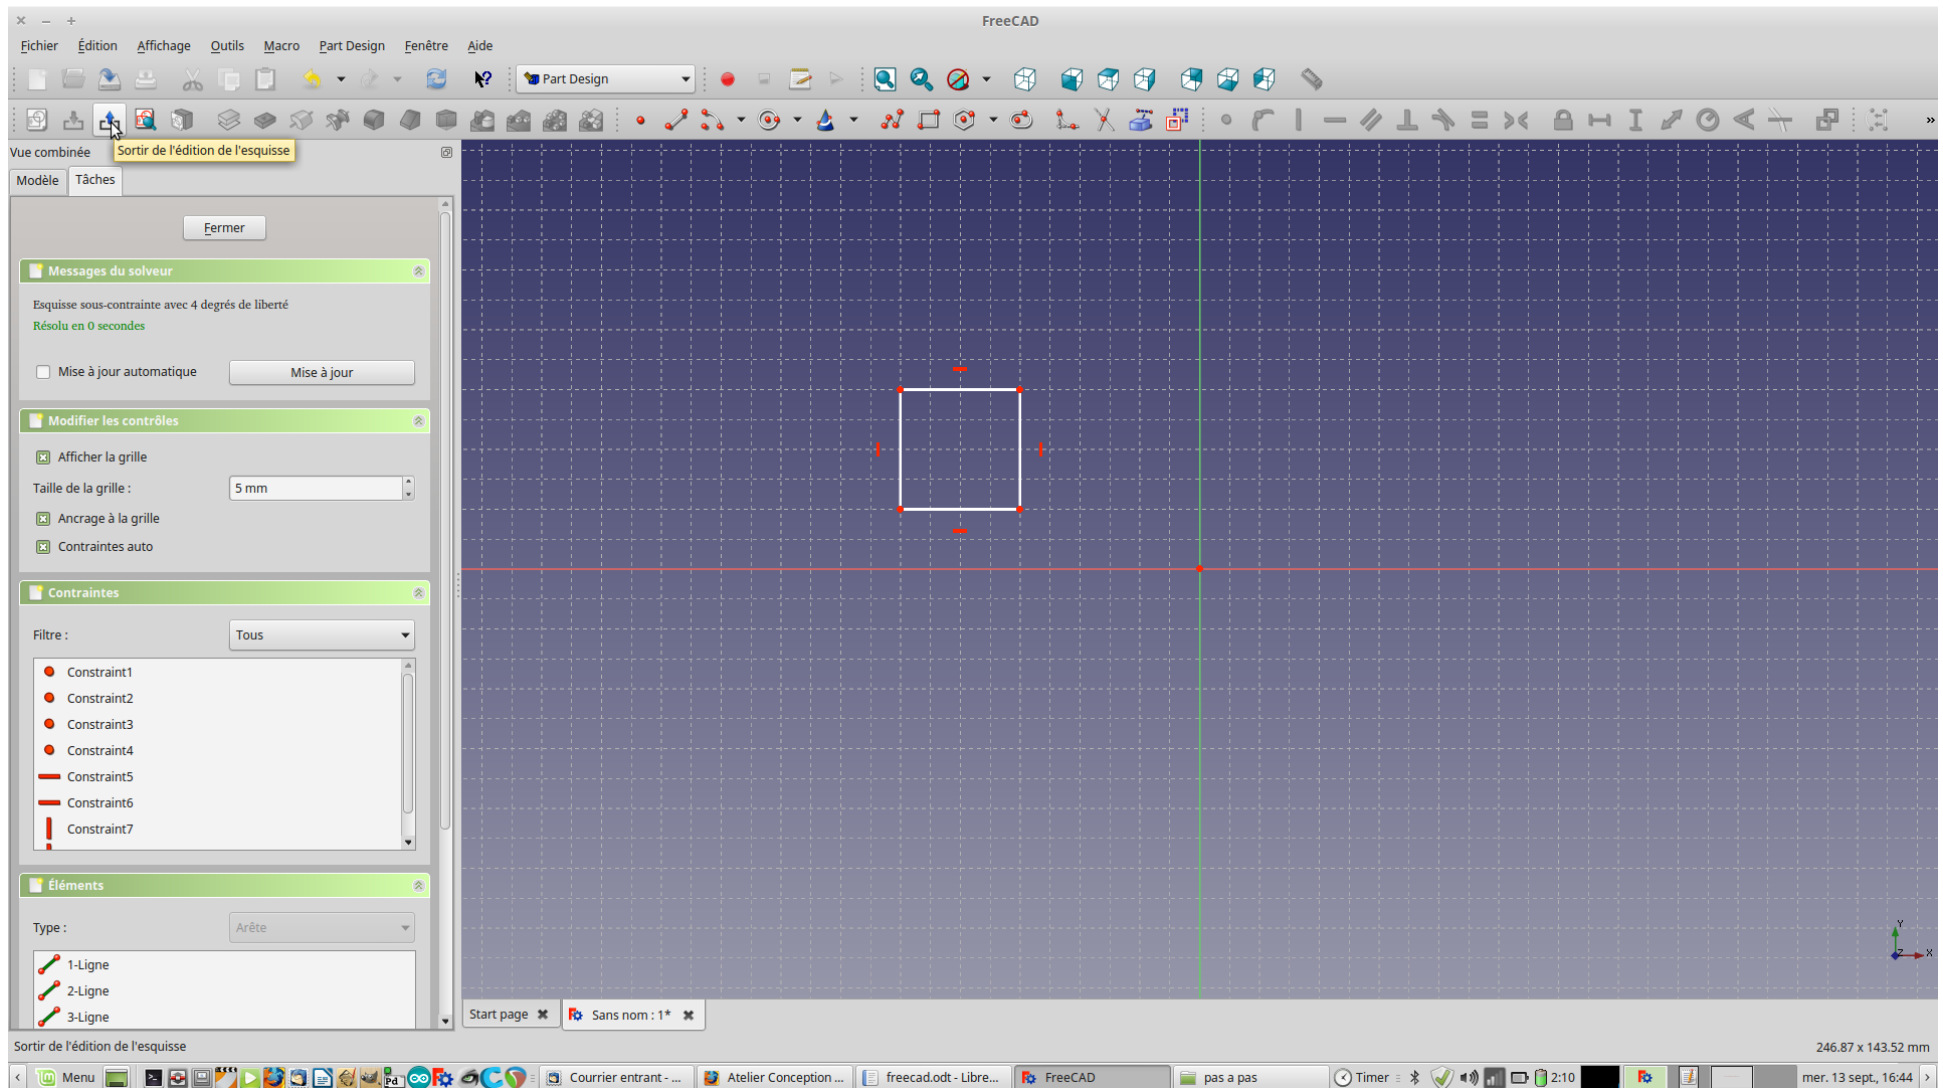 FreeCAD
Fichier Édition Affichage Outils Macro Part Design Fenêtre Aide
Part Design
Vue combinée
Sortir de l'édition de l'esquisse
Modèle Tâches
Fermer
Messages du solveur
Esquisse sous-contrainte avec 4 degrés de liberté
Résolu en 0 secondes
Mise à jour automatique Mise à jour
Modifier les contrôles
Afficher la grille
Taille de la grille : 5 mm
Ancrage à la grille
Contraintes auto
Contraintes
Filtre : Tous
Constraint1
Constraint2
Constraint3
Constraint4
Constraint5
Constraint6
Constraint7
Éléments
Type : Arête
1-Ligne
2-Ligne
3-Ligne
Y
Z X
Start page Sans nom : 1*
Sortir de l'édition de l'esquisse 246.87 x 143.52 mm
Menu Pd Courrier entrant - ... Atelier Conception ... freecad.odt - Libre... FreeCAD pas a pas Timer 2:10 mer. 13 sept., 16:44